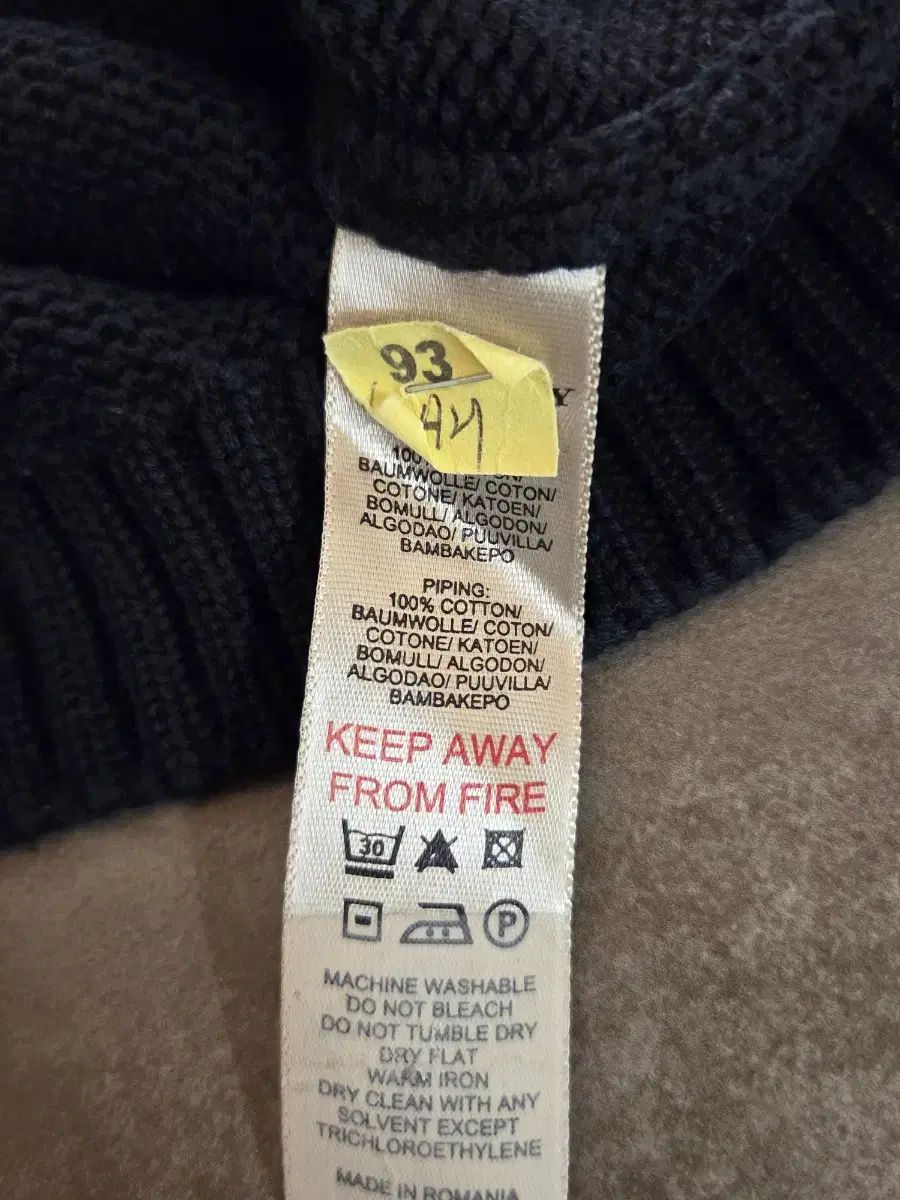 93
Y
100
BAUMWOLLE/ COTON/
COTONE/ KATOEN/
BOMULL/ ALGODON/
ALGODAO/ PUUVILLA/
BAMBAKEPO
PIPING:
100% COTTON/
BAUMWOLLE/ COTON/
COTONE/ KATOEN/
BOMULL/ ALGODON/
ALGODAO/ PUUVILLA/
BAMBAKEPO
KEEP AWAY
FROM FIRE
30
P
MACHINE WASHABLE
DO NOT BLEACH
DO NOT TUMBLE DRY
DRY FLAT
WARM IRON
DRY CLEAN WITH ANY
SOLVENT EXCEPT
TRICHLOROETHYLENE
MADE IN ROMANIA